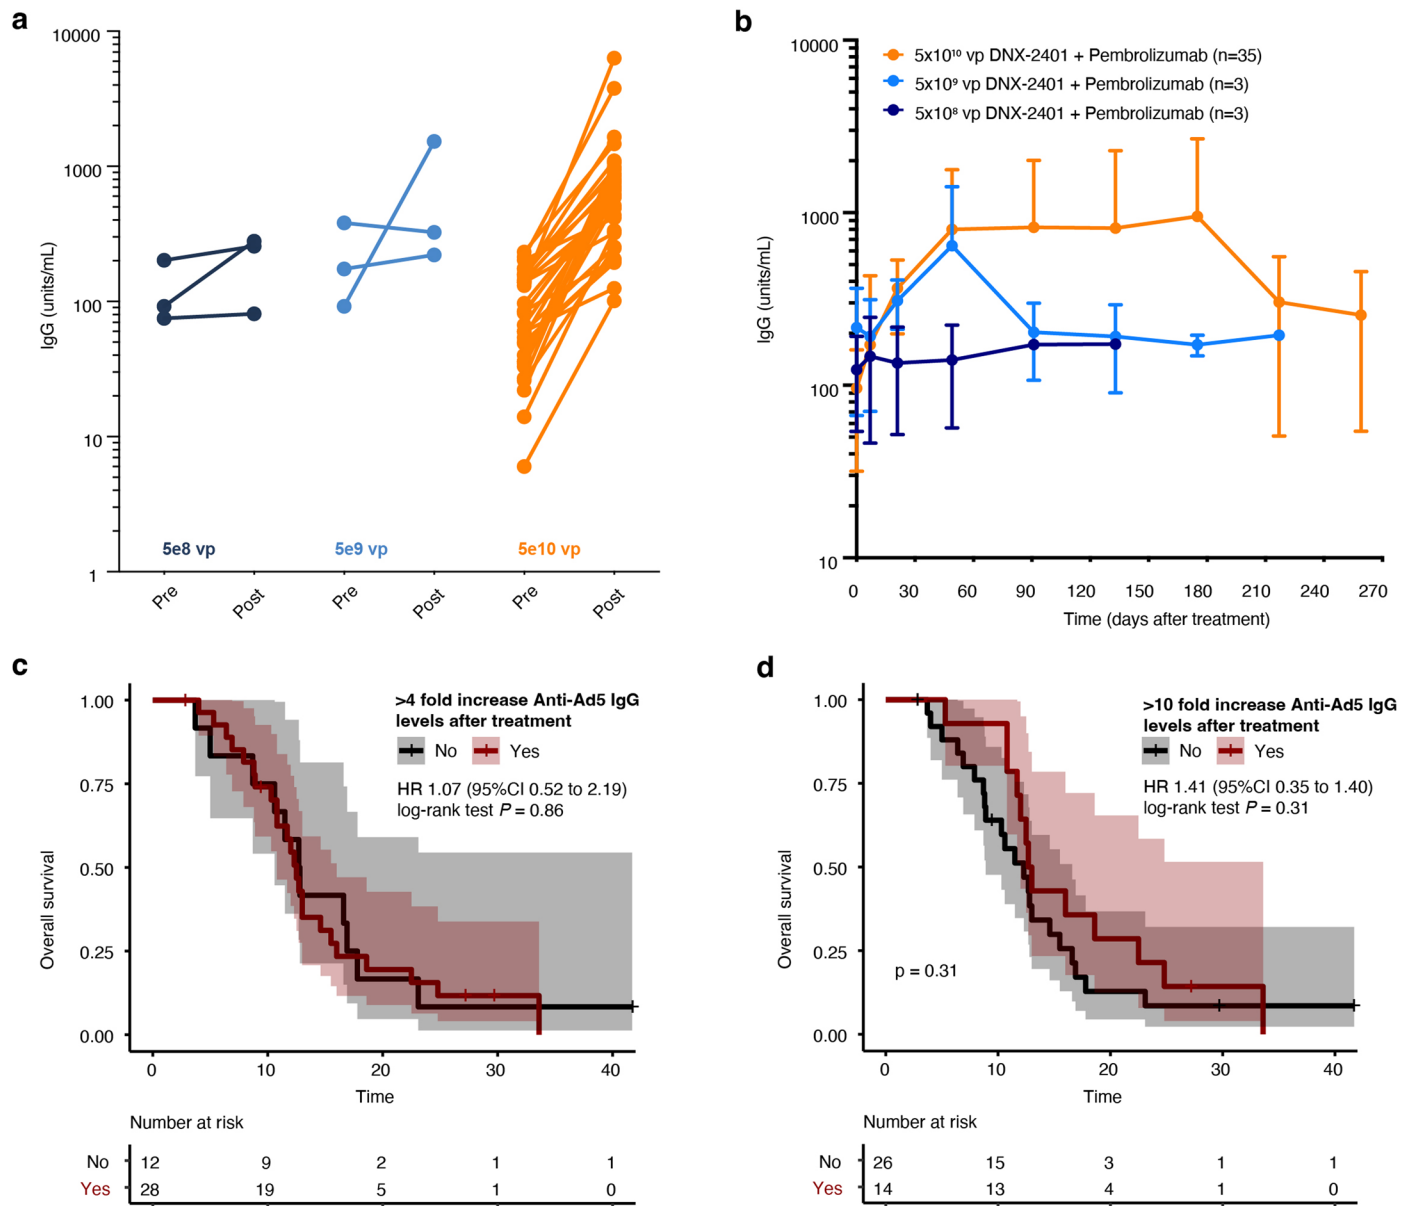 a
10000
1000
100
10
1
IgG (units/mL)
5e8 vp
5e9 vp
5e10 vp
Pre
Post
Pre
Post
Pre
Post
b
10000
1000
100
10
IgG (units/mL)
5x10¹⁰ vp DNX-2401 + Pembrolizumab (n=35)
5x10⁹ vp DNX-2401 + Pembrolizumab (n=3)
5x10⁸ vp DNX-2401 + Pembrolizumab (n=3)
0 30 60 90 120 150 180 210 240 270
Time (days after treatment)
c
1.00
0.75
0.50
0.25
0.00
Overall survival
>4 fold increase Anti-Ad5 IgG
levels after treatment
No Yes
HR 1.07 (95%CI 0.52 to 2.19)
log-rank test P = 0.86
0 10 20 30 40
Time
Number at risk
No 12 9 2 1 1
Yes 28 19 5 1 0
d
1.00
0.75
0.50
0.25
0.00
Overall survival
>10 fold increase Anti-Ad5 IgG
levels after treatment
No Yes
HR 1.41 (95%CI 0.35 to 1.40)
log-rank test P = 0.31
p = 0.31
0 10 20 30 40
Time
Number at risk
No 26 15 3 1 1
Yes 14 13 4 1 0